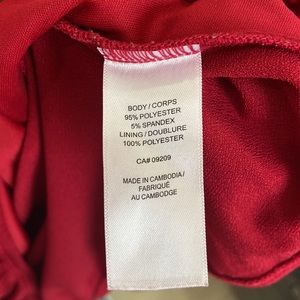 BODY / CORPS
95% POLYESTER
5% SPANDEX
LINING / DOUBLURE
100% POLYESTER
CA# 09209
MADE IN CAMBODIA /
FABRIQUÉ
AU CAMBODGE